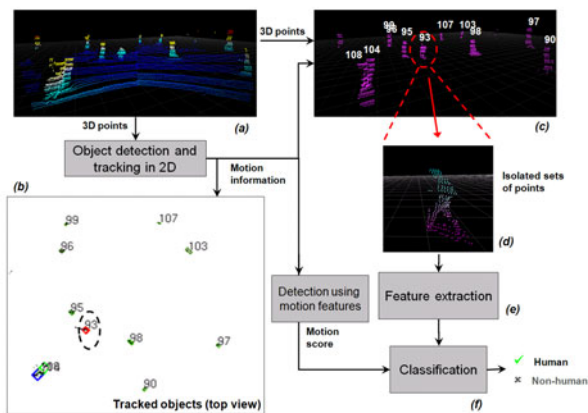 3D points
(a)
99
98
95
93
107
103
98
97
90
108
104
(c)
3D points
Object detection and
tracking in 2D
Motion
information
(b)
99
107
96
103
95
93
98
97
90
Tracked objects (top view)
Isolated sets
of points
(d)
Detection using
motion features
Motion
score
Feature extraction
(e)
Classification
(f)
Human
Non-human